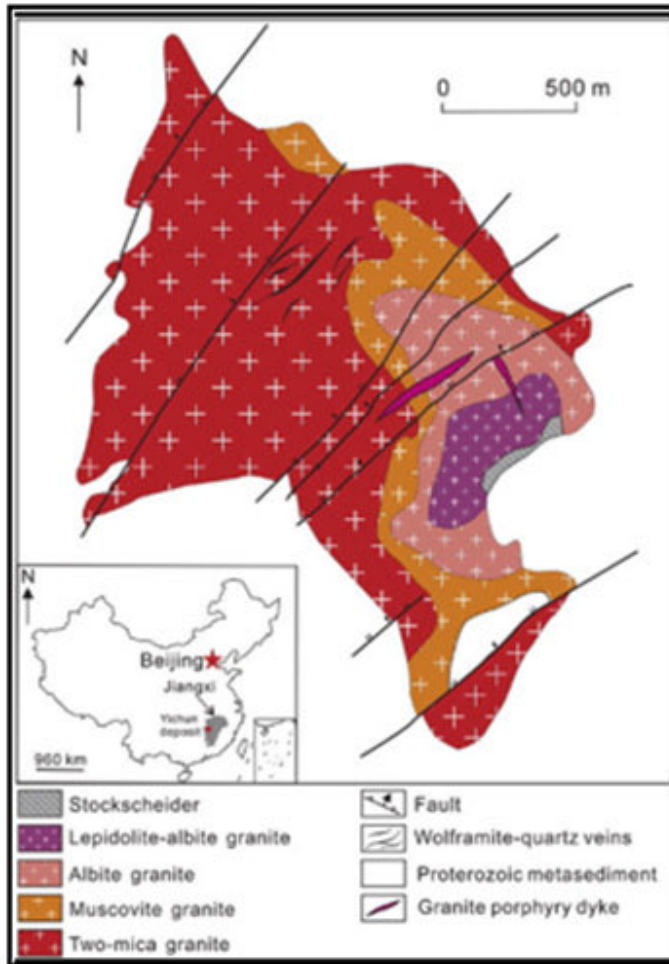 N
0 500 m
N
Beijing
Jiangxi
Yichun
deposit
960 km
Stockscheider
Lepidolite-albite granite
Albite granite
Muscovite granite
Two-mica granite
Fault
Wolframite-quartz veins
Proterozoic metasediment
Granite porphyry dyke